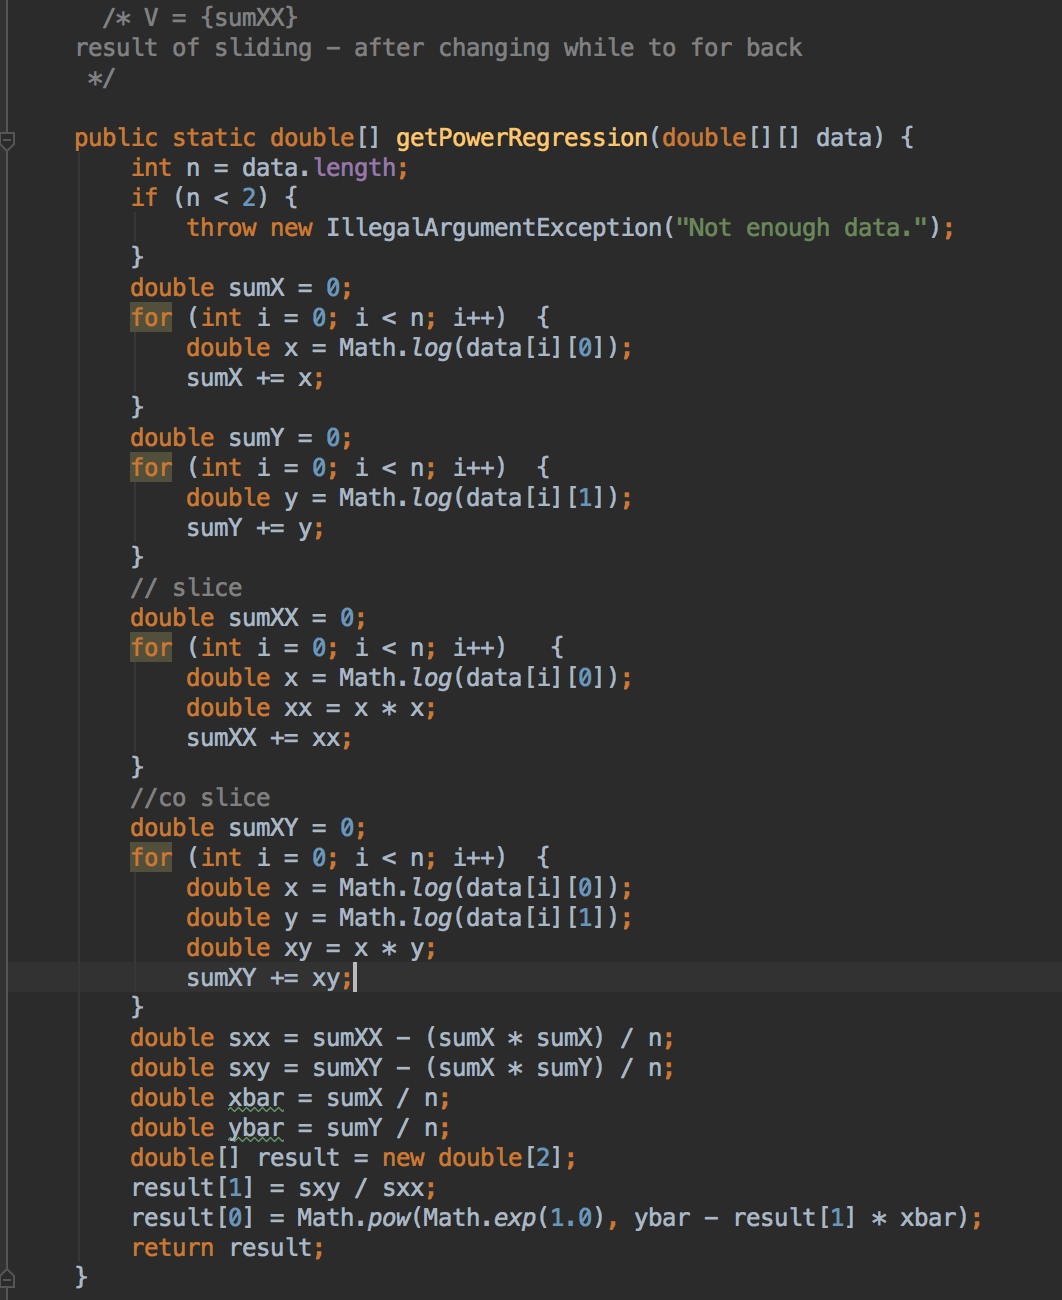 /* V = {sumXX}
result of sliding – after changing while to for back
*/
public static double[] getPowerRegression(double[][] data) {
int n = data.length;
if (n < 2) {
throw new IllegalArgumentException("Not enough data.");
}
double sumX = 0;
for (int i = 0; i < n; i++)  {
double x = Math.log(data[i][0]);
sumX += x;
}
double sumY = 0;
for (int i = 0; i < n; i++)  {
double y = Math.log(data[i][1]);
sumY += y;
}
// slice
double sumXX = 0;
for (int i = 0; i < n; i++)   {
double x = Math.log(data[i][0]);
double xx = x * x;
sumXX += xx;
}
//co slice
double sumXY = 0;
for (int i = 0; i < n; i++)  {
double x = Math.log(data[i][0]);
double y = Math.log(data[i][1]);
double xy = x * y;
sumXY += xy;
}
double sxx = sumXX - (sumX * sumX) / n;
double sxy = sumXY - (sumX * sumY) / n;
double xbar = sumX / n;
double ybar = sumY / n;
double[] result = new double[2];
result[1] = sxy / sxx;
result[0] = Math.pow(Math.exp(1.0), ybar - result[1] * xbar);
return result;
}